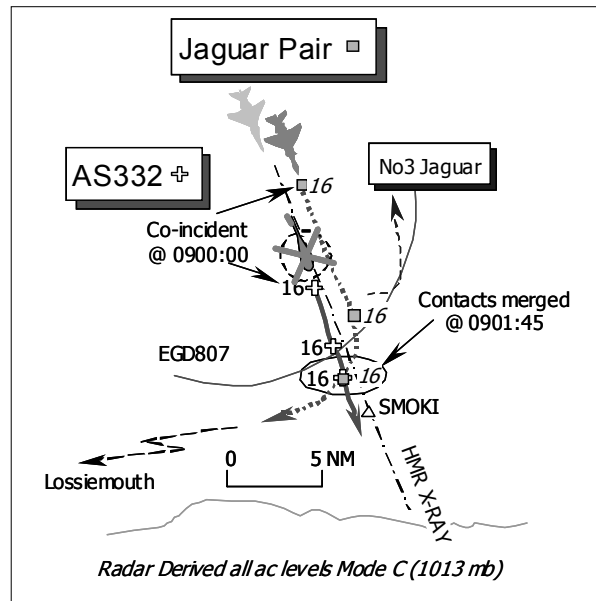 Jaguar Pair
AS332
No3 Jaguar
16
Co-incident
@ 0900:00
16
16
Contacts merged
@ 0901:45
16
EGD807
16
16
SMOKI
0
5 NM
HMR X-RAY
Lossiemouth
Radar Derived all ac levels Mode C (1013 mb)